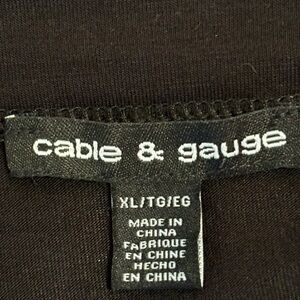 cable & gauge
XL/TG/EG
MADE IN
CHINA
FABRIQUE
EN CHINE
HECHO
EN CHINA